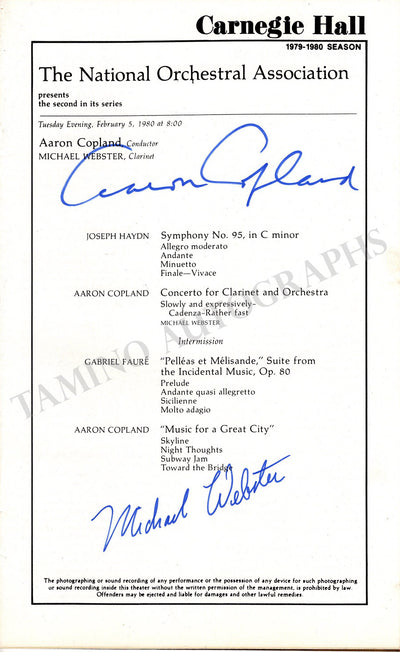 Carnegie Hall
1979-1980 SEASON
The National Orchestral Association
presents
the second in its series
Tuesday Evening, February 5, 1980 at 8:00
Aaron Copland, Conductor
MICHAEL WEBSTER, Clarinet
Aaron Copland
JOSEPH HAYDN Symphony No. 95, in C minor
Allegro moderato
Andante
Minuetto
Finale—Vivace
AARON COPLAND Concerto for Clarinet and Orchestra
Slowly and expressively-
Cadenza-Rather fast
MICHAEL WEBSTER
Intermission
GABRIEL FAURÉ "Pelléas et Mélisande," Suite from
the Incidental Music, Op. 80
Prelude
Andante quasi allegretto
Sicilienne
Molto adagio
AARON COPLAND "Music for a Great City"
Skyline
Night Thoughts
Subway Jam
Toward the Bridge
Michael Webster
The photographing or sound recording of any performance or the possession of any device for such photographing
or sound recording inside this theater without the written permission of the management, is prohibited by law.
Offenders may be ejected and liable for damages and other lawful remedies.
TAMINO AUTOGRAPHS